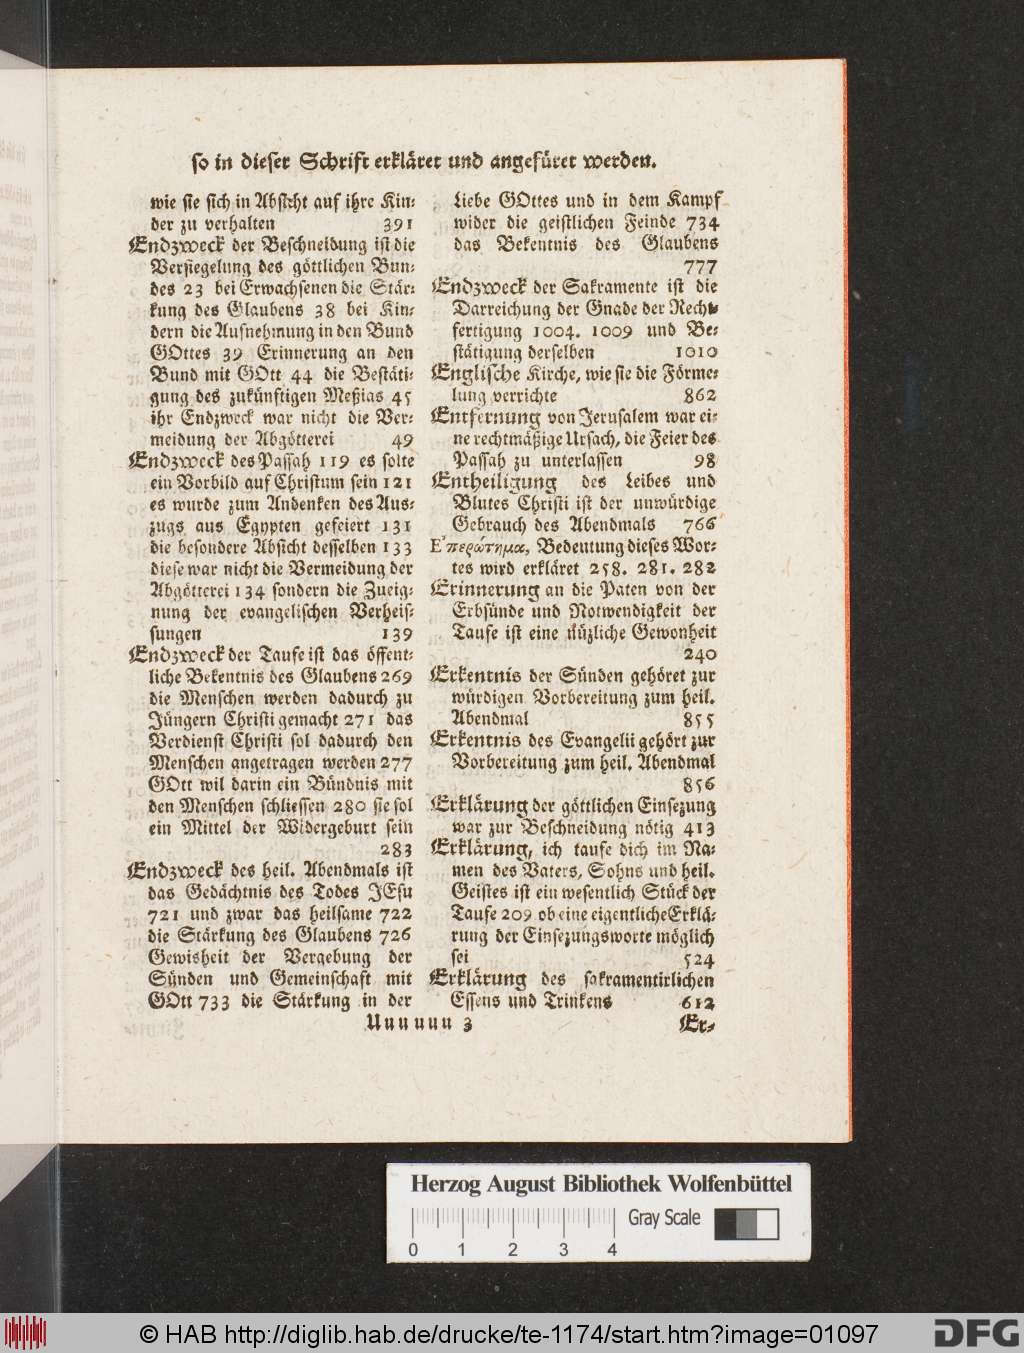 so in dieser Schrift erkläret und angefüret werden.
wie sie sich in Absicht auf ihre Kin-
der zu verhalten 391
Endzweck der Beschneidung ist die
Versiegelung des göttlichen Bun-
des 23 bei Erwachsenen die Stär-
kung des Glaubens 38 bei Kin-
dern die Aufnehmung in den Bund
GOttes 39 Erinnerung an den
Bund mit GOtt 44 die Bestäti-
gung des zukünftigen Meßias 45
ihr Endzweck war nicht die Ver-
meidung der Abgötterei 49
Endzweck des Passah 119 es solte
ein Vorbild auf Christum sein 121
es wurde zum Andenken des Aus-
zugs aus Egypten gefeiert 131
die besondere Absicht desselben 133
diese war nicht die Vermeidung der
Abgötterei 134 sondern die Zueig-
nung der evangelischen Verheis-
sungen 139
Endzweck der Taufe ist das öffent-
liche Bekentnis des Glaubens 269
die Menschen werden dadurch zu
Jüngern Christi gemacht 271 das
Verdienst Christi sol dadurch den
Menschen angetragen werden 277
GOtt wil darin ein Bündnis mit
den Menschen schliessen 280 sie sol
ein Mittel der Widergeburt sein
283
Endzweck des heil. Abendmals ist
das Gedächtnis des Todes JEsu
721 und zwar das heilsame 722
die Stärkung des Glaubens 726
Gewisheit der Vergebung der
Sünden und Gemeinschaft mit
GOtt 733 die Stärkung in der
Liebe GOttes und in dem Kampf
wider die geistlichen Feinde 734
das Bekentnis des Glaubens
777
Endzweck der Sakramente ist die
Darreichung der Gnade der Recht-
fertigung 1004. 1009 und Be-
stätigung derselben 1010
Englische Kirche, wie sie die Förme-
lung verrichte 862
Entfernung von Jerusalem war ei-
ne rechtmäßige Ursach, die Feier des
Passah zu unterlassen 98
Entheiligung des Leibes und
Blutes Christi ist der unwürdige
Gebrauch des Abendmals 766
Ἐπερώτημα, Bedeutung dieses Wor-
tes wird erkläret 258. 281. 282
Erinnerung an die Paten von der
Erbsünde und Notwendigkeit der
Taufe ist eine nüzliche Gewonheit
240
Erkentnis der Sünden gehöret zur
würdigen Vorbereitung zum heil.
Abendmal 855
Erkentnis des Evangelii gehört zur
Vorbereitung zum heil. Abendmal
856
Erklärung der göttlichen Einsezung
war zur Beschneidung nötig 413
Erklärung, ich taufe dich im Na-
men des Vaters, Sohns und heil.
Geistes ist ein wesentlich Stück der
Taufe 209 ob eine eigentliche Erklä-
rung der Einsezungsworte möglich
sei 524
Erklärung des sakramentirlichen
Essens und Trinkens 612
Uuuuuu 3
Er-
Herzog August Bibliothek Wolfenbüttel
Gray Scale
0 1 2 3 4
© HAB http://diglib.hab.de/drucke/te-1174/start.htm?image=01097
DFG